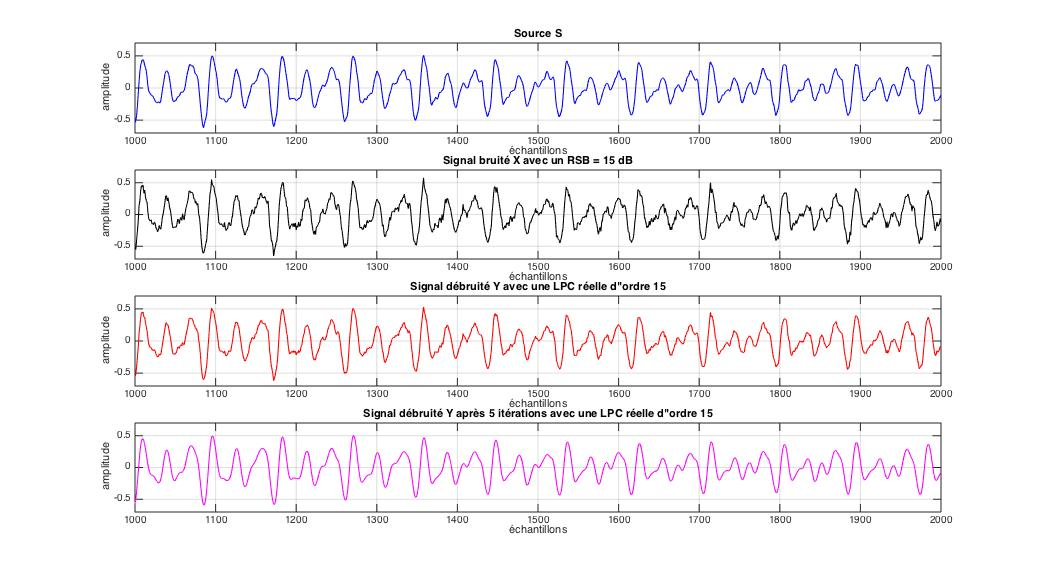 Source S
amplitude
0.5
0
-0.5
1000 1100 1200 1300 1400 1500 1600 1700 1800 1900 2000
échantillons
Signal bruité X avec un RSB = 15 dB
amplitude
0.5
0
-0.5
1000 1100 1200 1300 1400 1500 1600 1700 1800 1900 2000
échantillons
Signal débruité Y avec une LPC réelle d"ordre 15
amplitude
0.5
0
-0.5
1000 1100 1200 1300 1400 1500 1600 1700 1800 1900 2000
échantillons
Signal débruité Y après 5 itérations avec une LPC réelle d"ordre 15
amplitude
0.5
0
-0.5
1000 1100 1200 1300 1400 1500 1600 1700 1800 1900 2000
échantillons